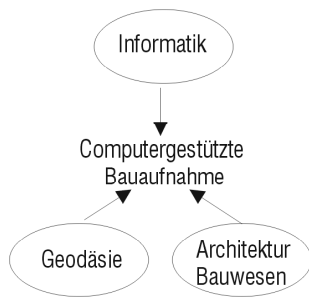 Informatik
Computergestützte
Bauaufnahme
Geodäsie
Architektur
Bauwesen